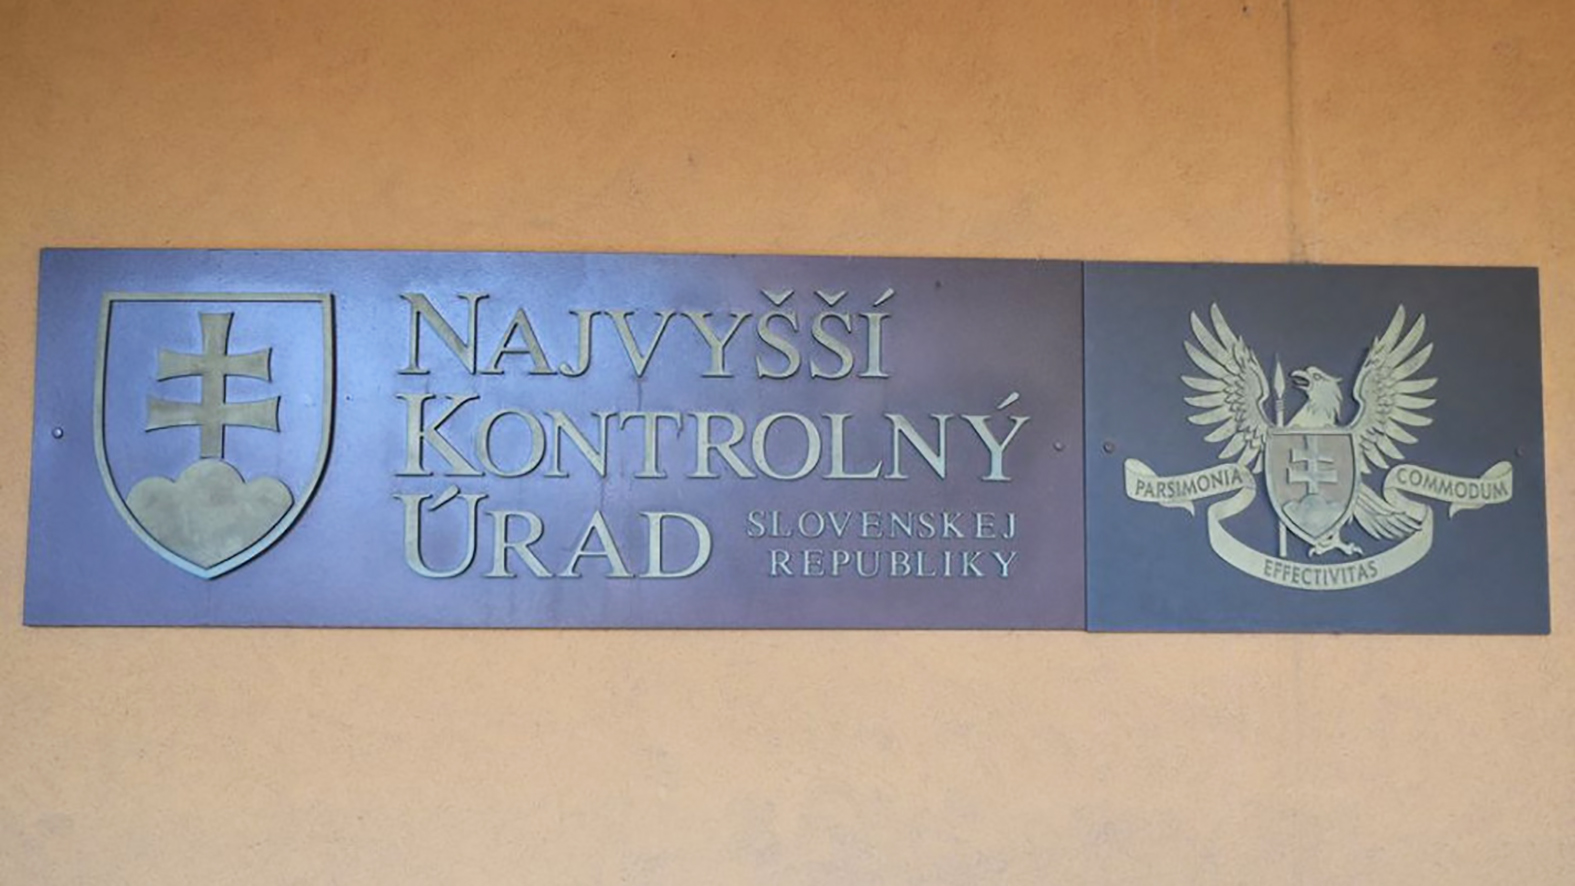 NAJVYŠŠÍ
KONTROLNÝ
ÚRAD
SLOVENSKEJ
REPUBLIKY
PARSIMONIA
EFFECTIVITAS
COMMODUM